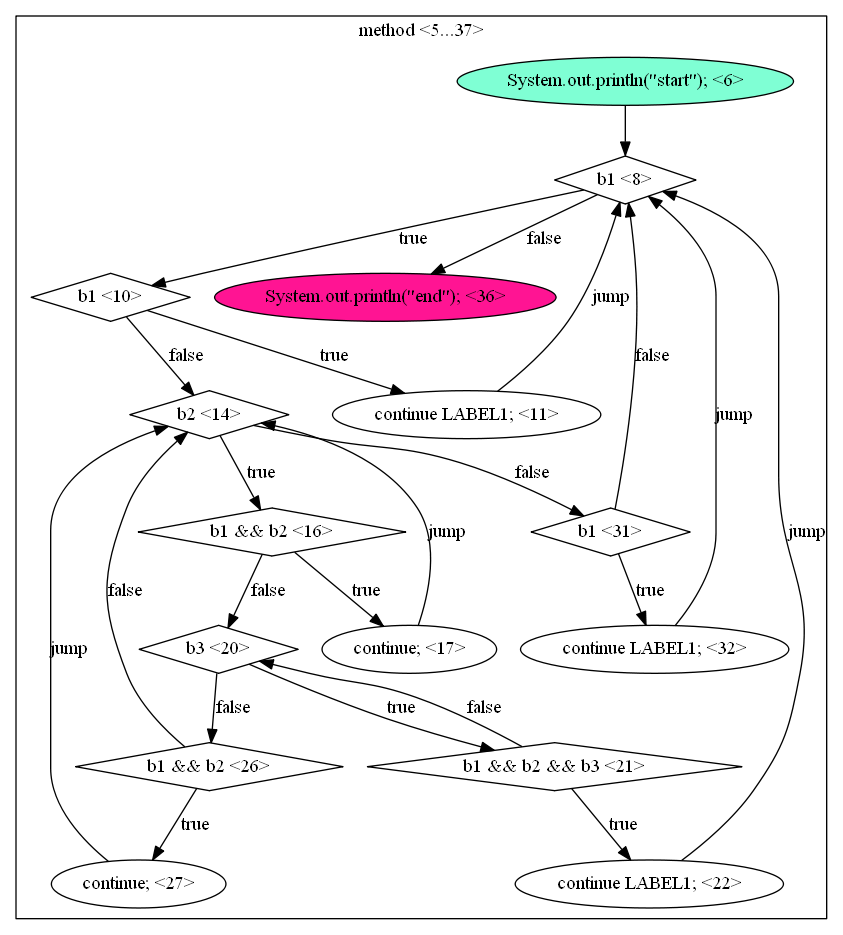 method <5...37>
System.out.println("start"); <6>
b1 <8>
true
false
b1 <10>
System.out.println("end"); <36>
jump
false
true
false
b2 <14>
continue LABEL1; <11>
jump
true
false
b1 && b2 <16>
jump
b1 <31>
jump
false
true
false
true
jump
b3 <20>
continue; <17>
continue LABEL1; <32>
false
true
false
b1 && b2 <26>
b1 && b2 && b3 <21>
true
true
continue; <27>
continue LABEL1; <22>